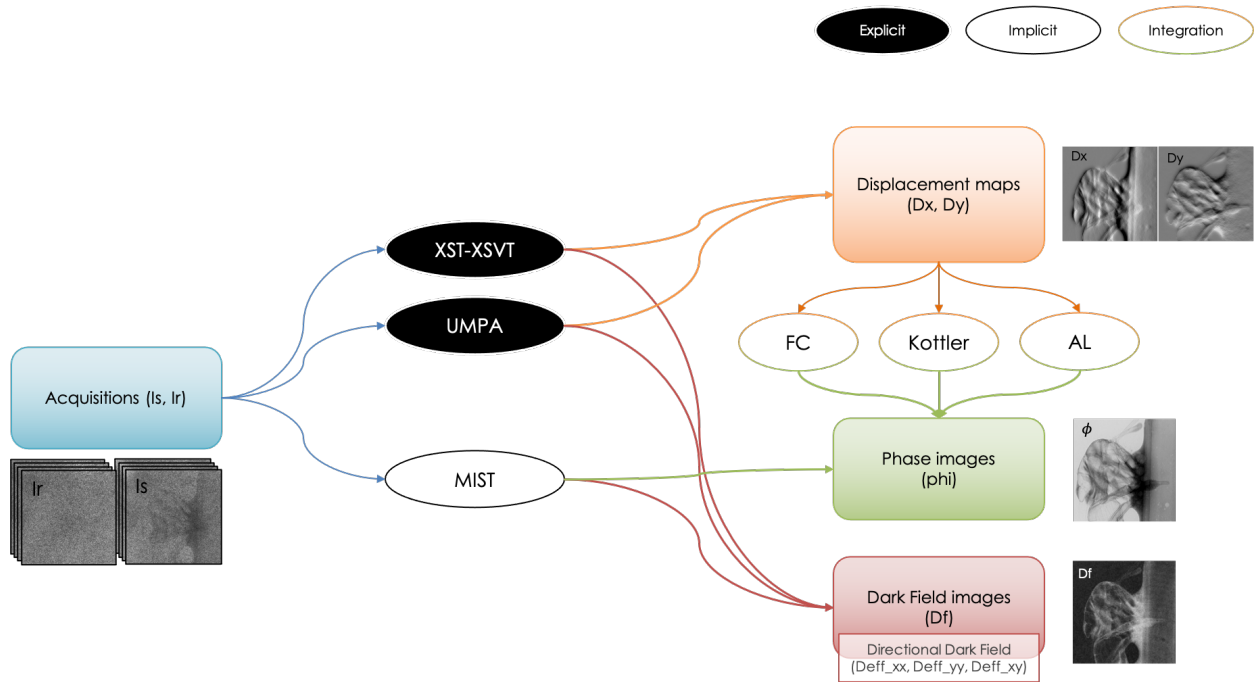 Explicit
Implicit
Integration
Displacement maps
(Dx, Dy)
Dx
Dy
XST-XSVT
UMPA
FC
Kottler
AL
Acquisitions (Is, Ir)
MIST
Phase images
(phi)
ϕ
Ir
Is
Dark Field images
(Df)
Df
Directional Dark Field
(Deff_xx, Deff_yy, Deff_xy)